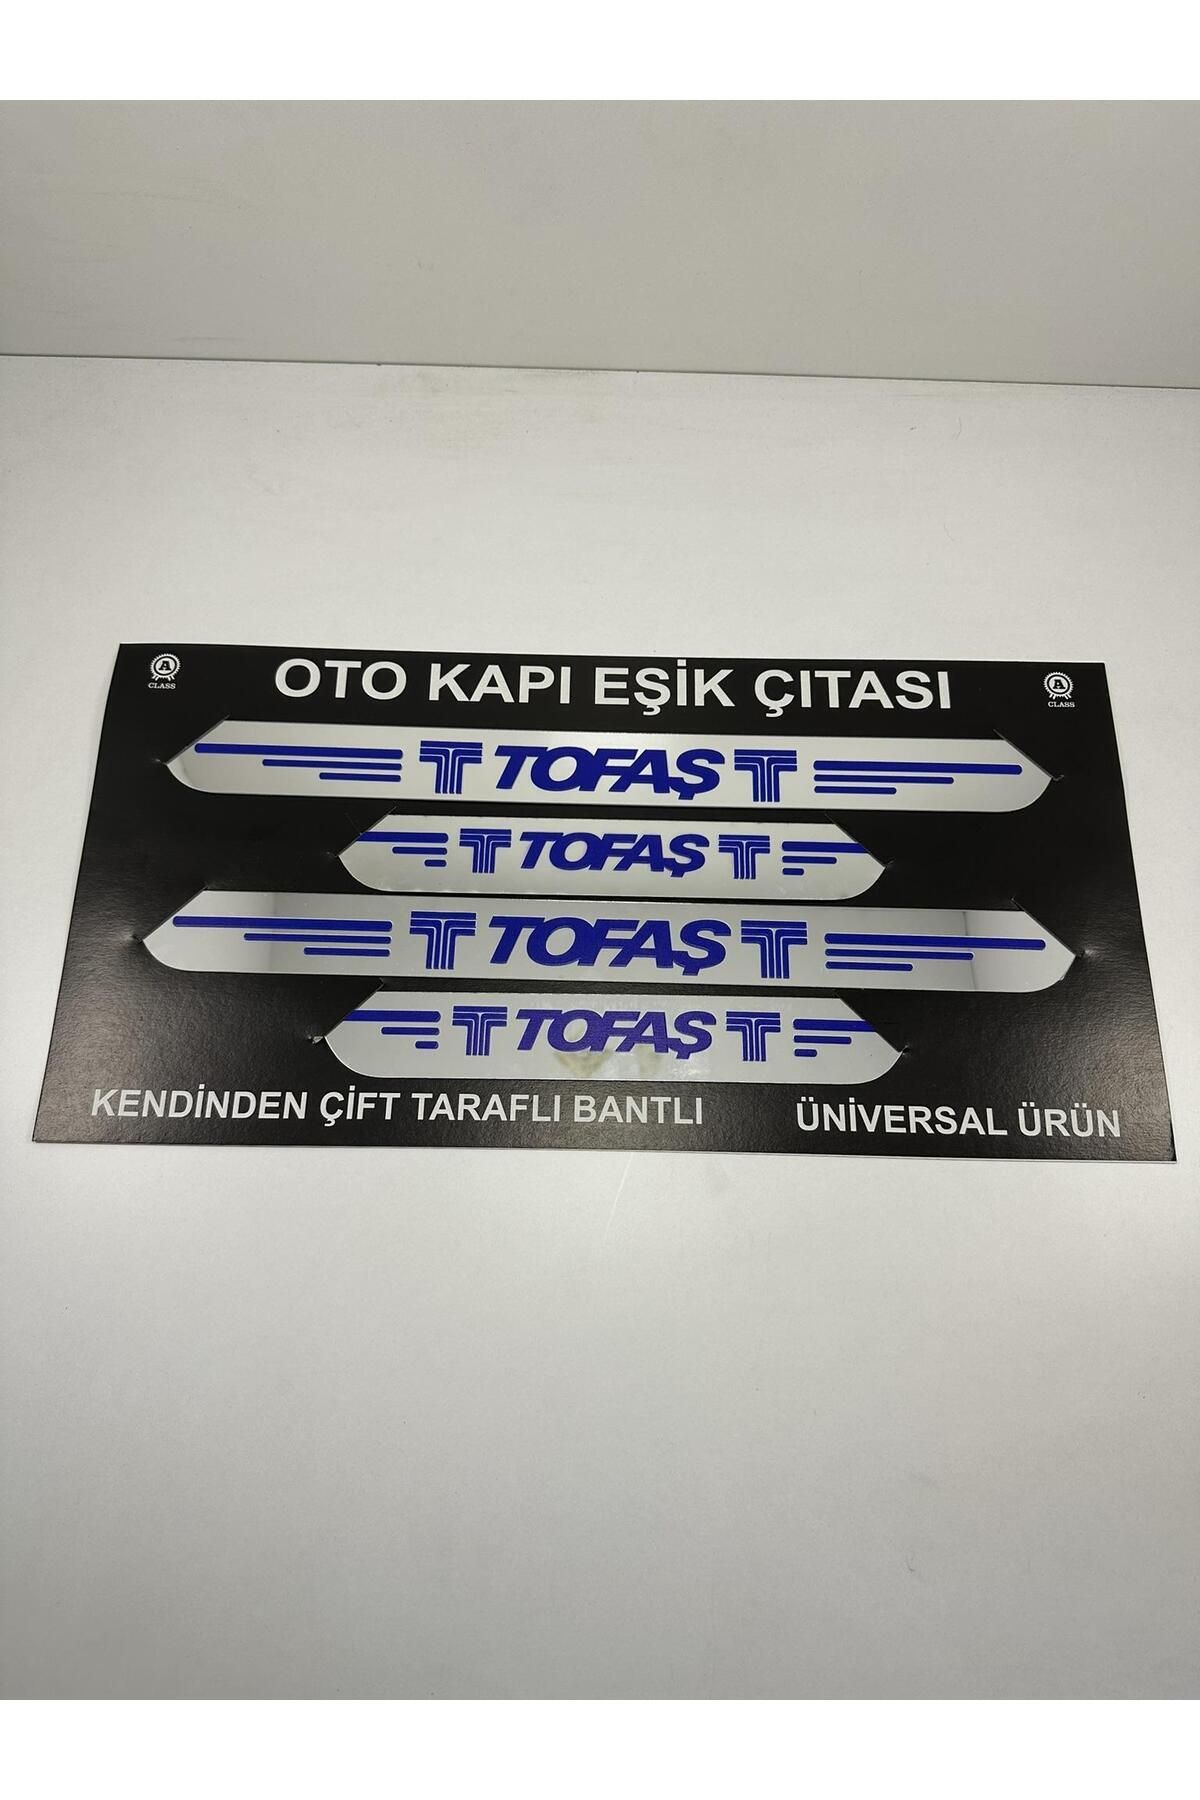 A CLASS
OTO KAPI EŞİK ÇITASI
A CLASS
T TOFAŞ T
T TOFAŞ T
T TOFAŞ T
T TOFAŞ T
KENDİNDEN ÇİFT TARAFLI BANTLI
ÜNİVERSAL ÜRÜN